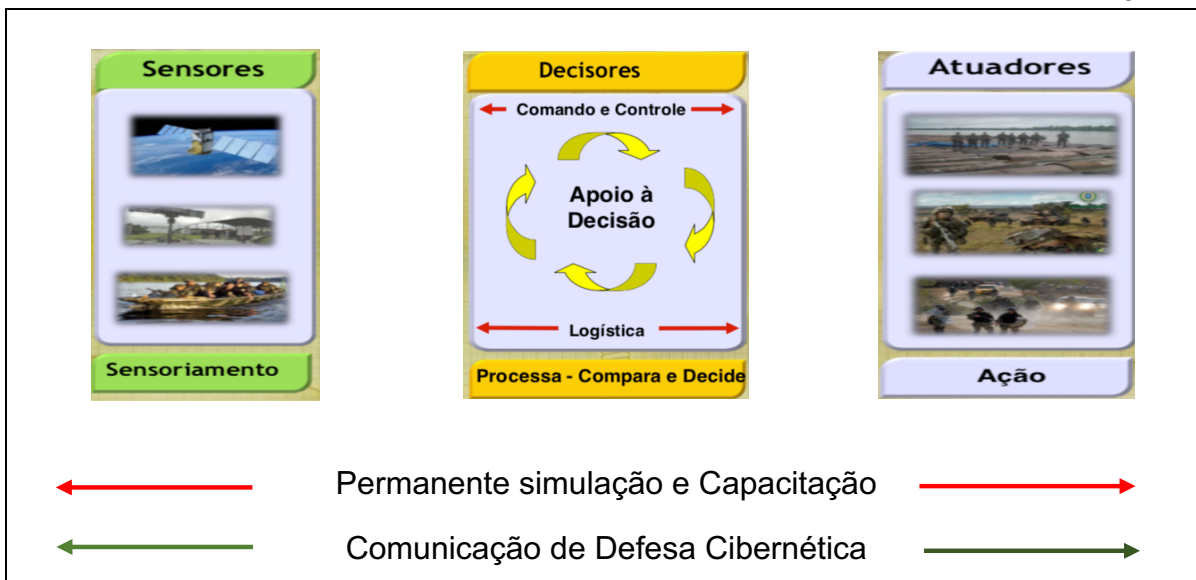 Sensores
Sensoriamento
Decisores
Comando e Controle
Apoio à
Decisão
Logística
Processa - Compara e Decide
Atuadores
Ação
Permanente simulação e Capacitação
Comunicação de Defesa Cibernética